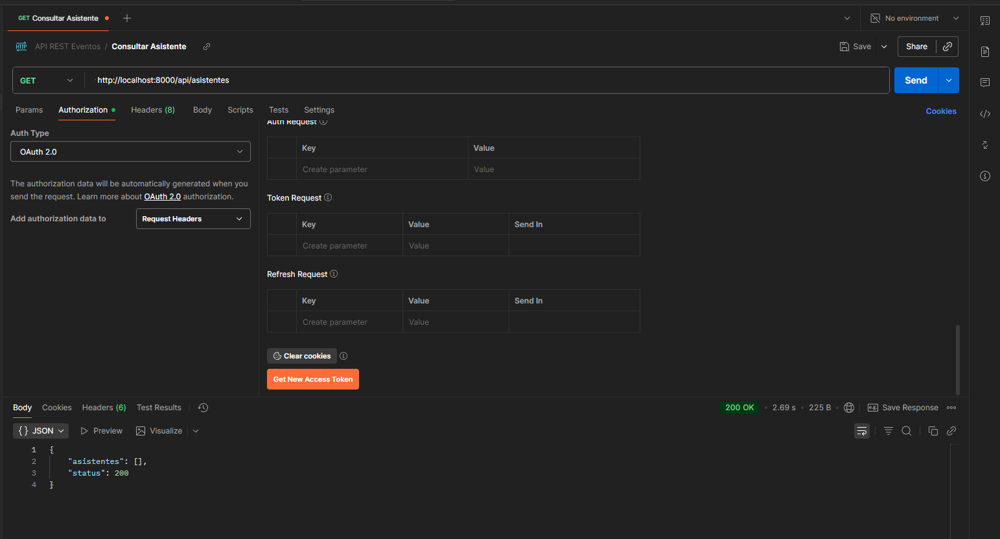 GET Consultar Asistente
No environment
HTTP API REST Eventos / Consultar Asistente
Save
Share
GET
http://localhost:8000/api/asistentes
Send
Params
Authorization
Headers (8)
Body
Scripts
Tests
Settings
Cookies
Auth Type
OAuth 2.0
The authorization data will be automatically generated when you
send the request. Learn more about OAuth 2.0 authorization.
Add authorization data to
Request Headers
Auth Request
Key Value
Create parameter Value
Token Request
Key Value Send In
Create parameter Value
Refresh Request
Key Value Send In
Create parameter Value
Clear cookies
Get New Access Token
Body Cookies Headers (6) Test Results
200 OK • 2.69 s • 225 B
e.g. Save Response
{} JSON
Preview
Visualize
1 {
2 "asistentes": [],
3 "status": 200
4 }